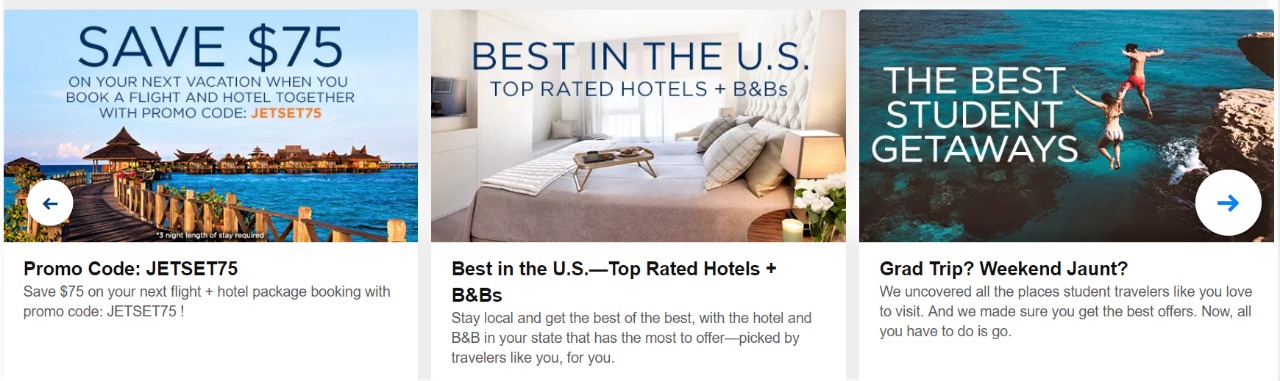 SAVE $75
ON YOUR NEXT VACATION WHEN YOU
BOOK A FLIGHT AND HOTEL TOGETHER
WITH PROMO CODE: JETSET75
*3 night length of stay required
Promo Code: JETSET75
Save $75 on your next flight + hotel package booking with
promo code: JETSET75 !
BEST IN THE U.S.
TOP RATED HOTELS + B&Bs
Best in the U.S.—Top Rated Hotels +
B&Bs
Stay local and get the best of the best, with the hotel and
B&B in your state that has the most to offer—picked by
travelers like you, for you.
THE BEST
STUDENT
GETAWAYS
Grad Trip? Weekend Jaunt?
We uncovered all the places student travelers like you love
to visit. And we made sure you get the best offers. Now, all
you have to do is go.